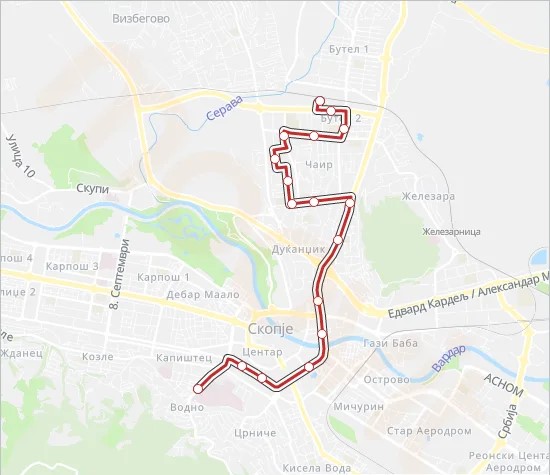 Визбегово
Бутел 1
Серава
Бутел 2
Улица 10
Чаир
Скупи
Железара
Железарница
Дуќанџик
арпош 4
Карпош 3
Карпош 1
8. Септември
лице 2
Дебар Маало
Едвард Кардељ / Александар М
Скопје
Гази Баба
Вардар
Жданец
Козле
Капиштец
Центар
Острово
АСНОМ
Водно
Мичурин
Србија
Црниче
Стар Аеродром
Реонски Цента
Аеродром
Кисела Вода